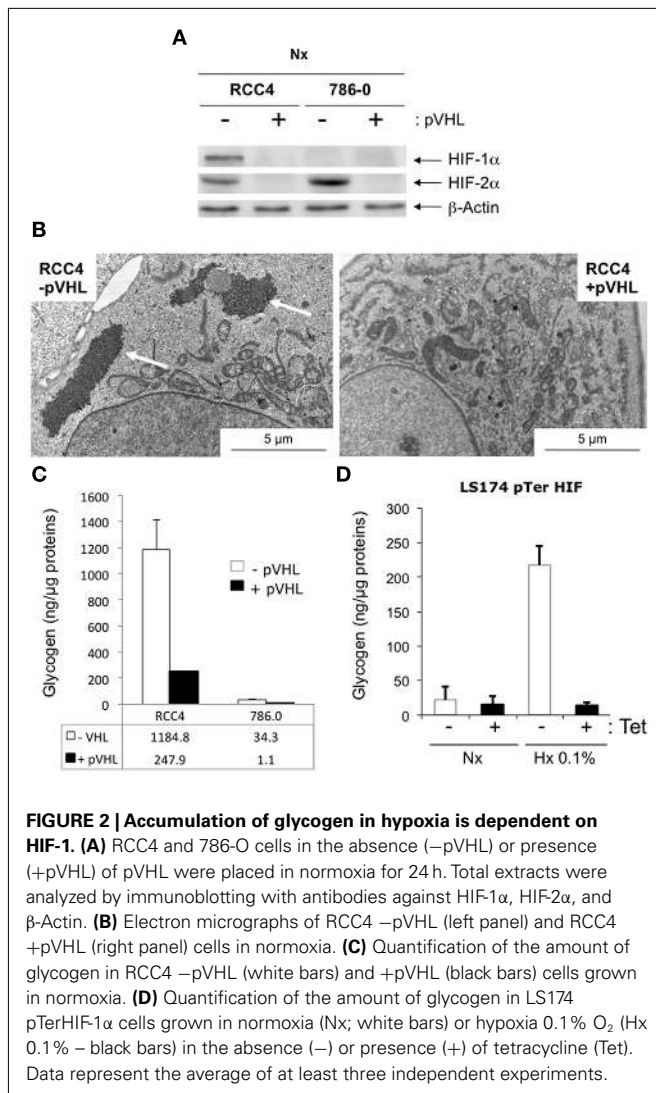 A
Nx
RCC4 786-0
- + - + : pVHL
HIF-1α
HIF-2α
β-Actin
B
RCC4
-pVHL
5 µm
RCC4
+pVHL
5 µm
C
Glycogen (ng/µg proteins)
1600
1400
1200
1000
800
600
400
200
0
- pVHL
+ pVHL
RCC4 786.0
- VHL 1184.8 34.3
+ pVHL 247.9 1.1
D
LS174 pTer HIF
Glycogen (ng/µg proteins)
300
250
200
150
100
50
0
- + - + : Tet
Nx Hx 0.1%
FIGURE 2 | Accumulation of glycogen in hypoxia is dependent on
HIF-1. (A) RCC4 and 786-O cells in the absence (−pVHL) or presence
(+pVHL) of pVHL were placed in normoxia for 24 h. Total extracts were
analyzed by immunoblotting with antibodies against HIF-1α, HIF-2α, and
β-Actin. (B) Electron micrographs of RCC4 −pVHL (left panel) and RCC4
+pVHL (right panel) cells in normoxia. (C) Quantification of the amount of
glycogen in RCC4 −pVHL (white bars) and +pVHL (black bars) cells grown
in normoxia. (D) Quantification of the amount of glycogen in LS174
pTerHIF-1α cells grown in normoxia (Nx; white bars) or hypoxia 0.1% O₂ (Hx
0.1% – black bars) in the absence (−) or presence (+) of tetracycline (Tet).
Data represent the average of at least three independent experiments.